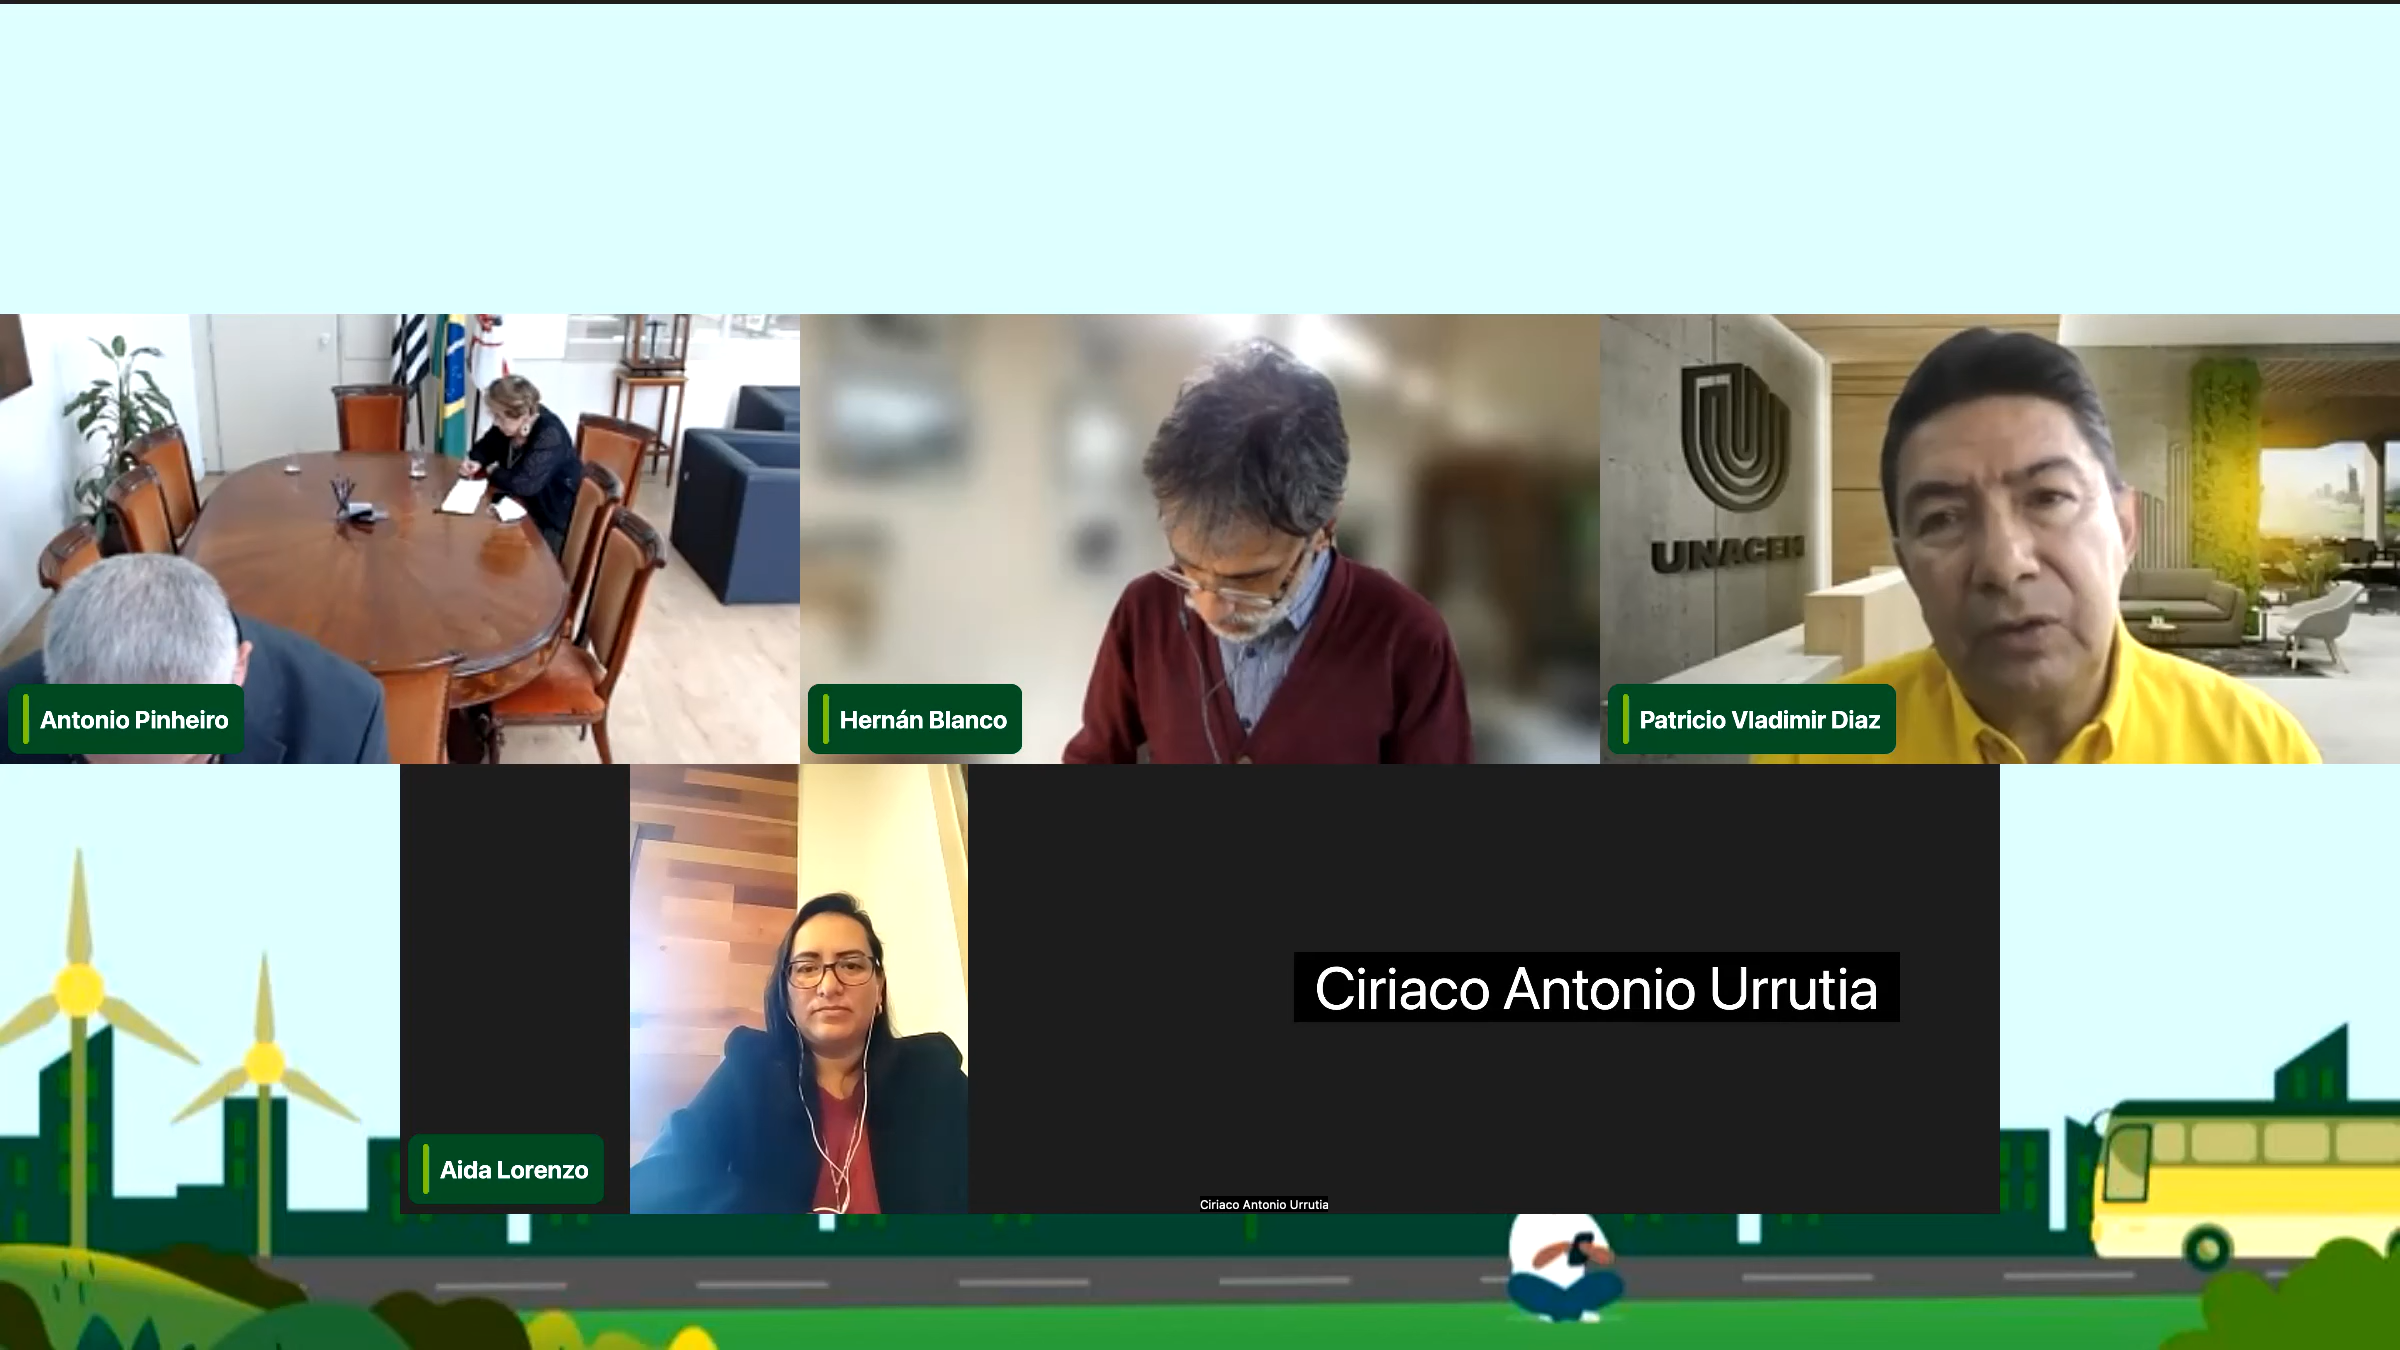 UNACEM
Antonio Pinheiro
Hernán Blanco
Patricio Vladimir Diaz
Ciriaco Antonio Urrutia
Aida Lorenzo
Ciriaco Antonio Urrutia